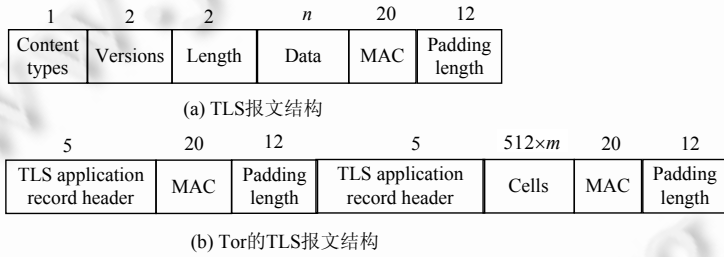 1 2 2 n 20 12
Content types Versions Length Data MAC Padding length
(a) TLS报文结构
5 20 12 5 512×m 20 12
TLS application record header MAC Padding length TLS application record header Cells MAC Padding length
(b) Tor的TLS报文结构